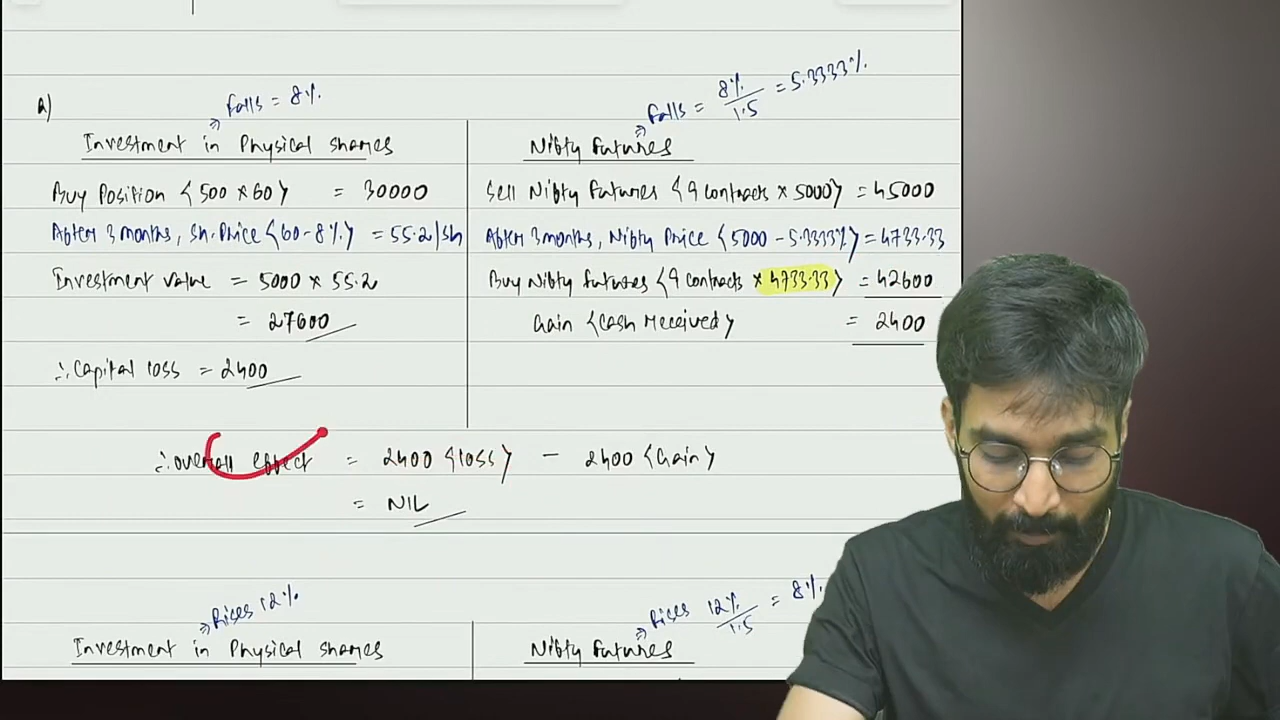 a)
falls = 8%
Investment in Physical shares
Buy Position {500 × 60} = 30000
After 3 months, Sh. Price {60 - 8%} = 55.2/sh
Investment value = 5000 × 55.2
= 27600
∴ Capital loss = 2400
falls = 8%/1.5 = 5.3333%
Nifty futures
Sell Nifty futures {9 contracts × 5000} = 45000
After 3 months, Nifty Price {5000 - 5.3333%} = 4733.33
Buy Nifty futures {9 contracts × 4733.33} = 42600
Gain {Cash received} = 2400
∴ overall effect = 2400 {loss} - 2400 {Gain}
= NIL
⇒ Rises 12%
Investment in Physical shares
⇒ Rises 12%/1.5 = 8%
Nifty futures